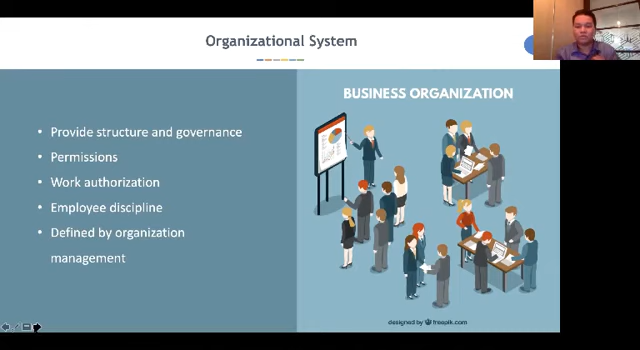 Organizational System
BUSINESS ORGANIZATION
• Provide structure and governance
• Permissions
• Work authorization
• Employee discipline
• Defined by organization
management
designed by freepik.com